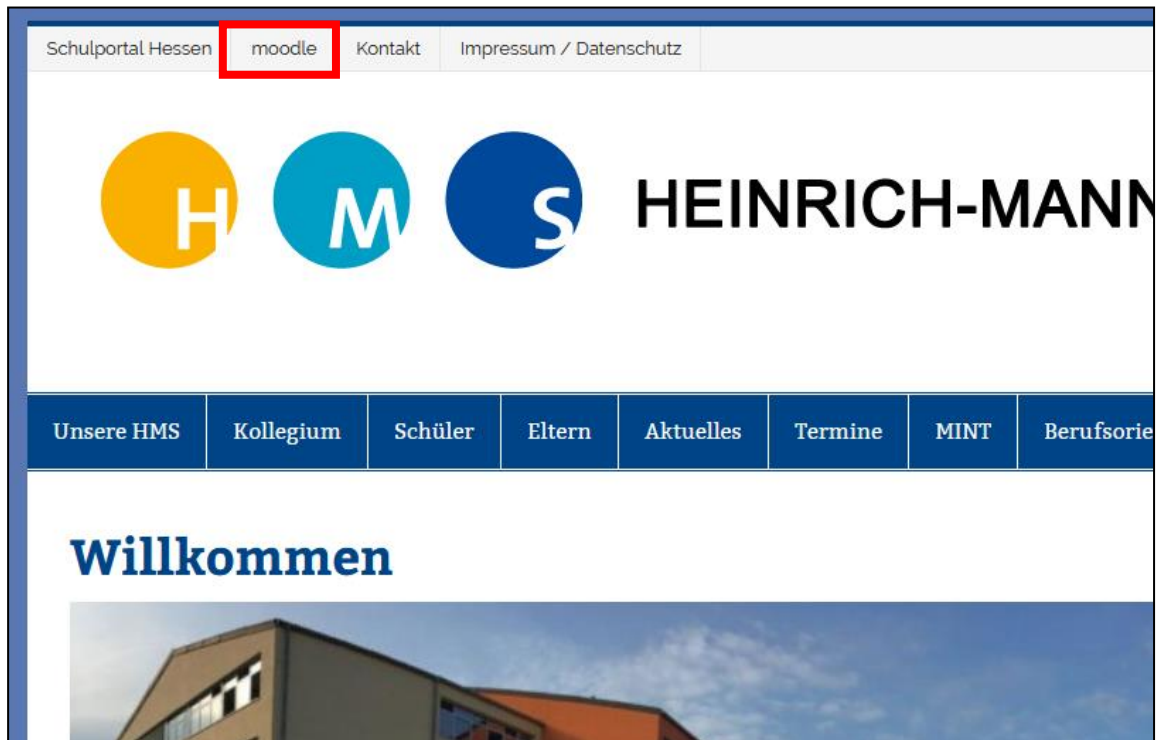 Schulportal Hessen moodle Kontakt Impressum / Datenschutz
H M S HEINRICH-MANN
Unsere HMS Kollegium Schüler Eltern Aktuelles Termine MINT Berufsorie
Willkommen